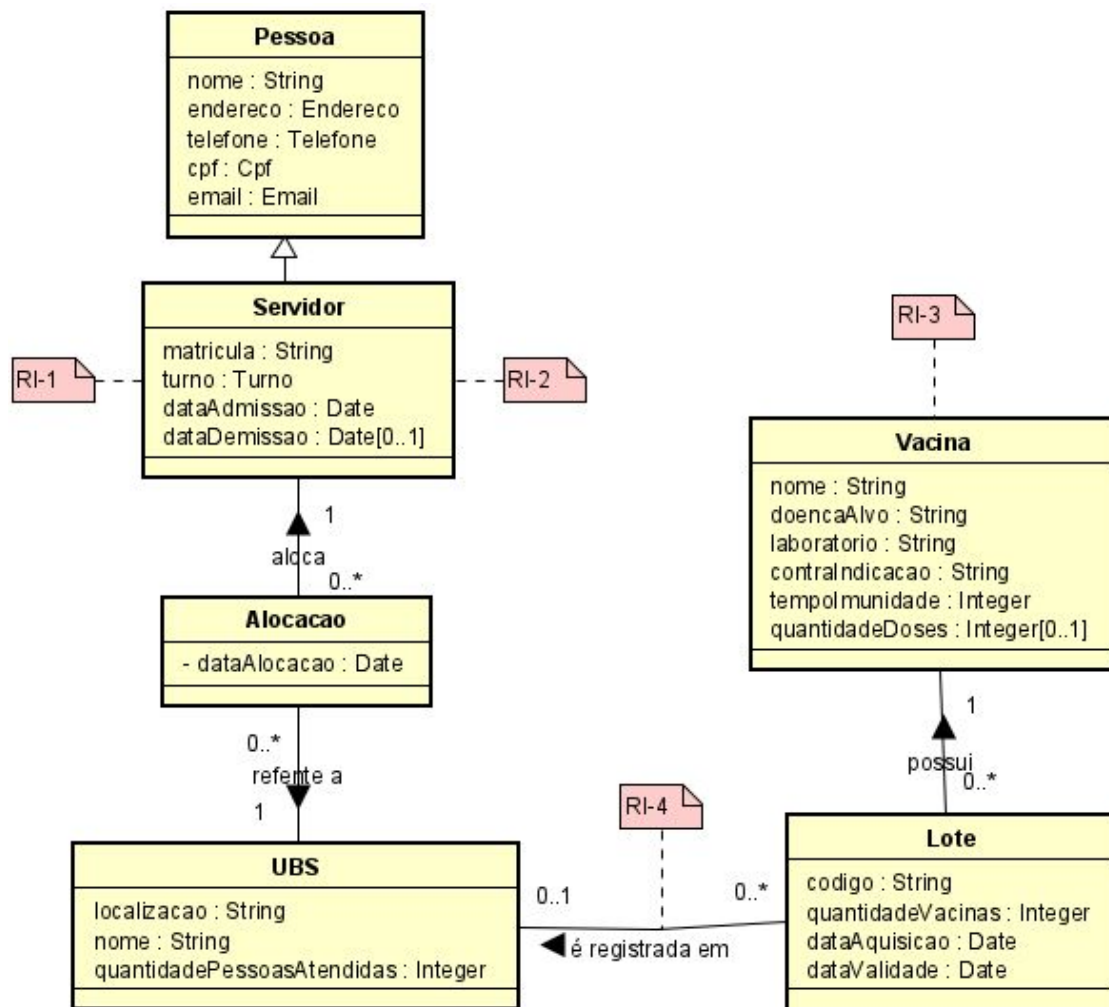 Pessoa
nome : String
endereco : Endereco
telefone : Telefone
cpf : Cpf
email : Email
Servidor
matricula : String
turno : Turno
dataAdmissao : Date
dataDemissao : Date[0..1]
RI-1
RI-2
RI-3
Vacina
nome : String
doencaAlvo : String
laboratorio : String
contraIndicacao : String
tempoImunidade : Integer
quantidadeDoses : Integer[0..1]
1
aloca
0..*
Alocacao
- dataAlocacao : Date
0..*
refente a
1
1
possui
0..*
RI-4
UBS
localizacao : String
nome : String
quantidadePessoasAtendidas : Integer
0..1
0..*
é registrada em
Lote
codigo : String
quantidadeVacinas : Integer
dataAquisicao : Date
dataValidade : Date